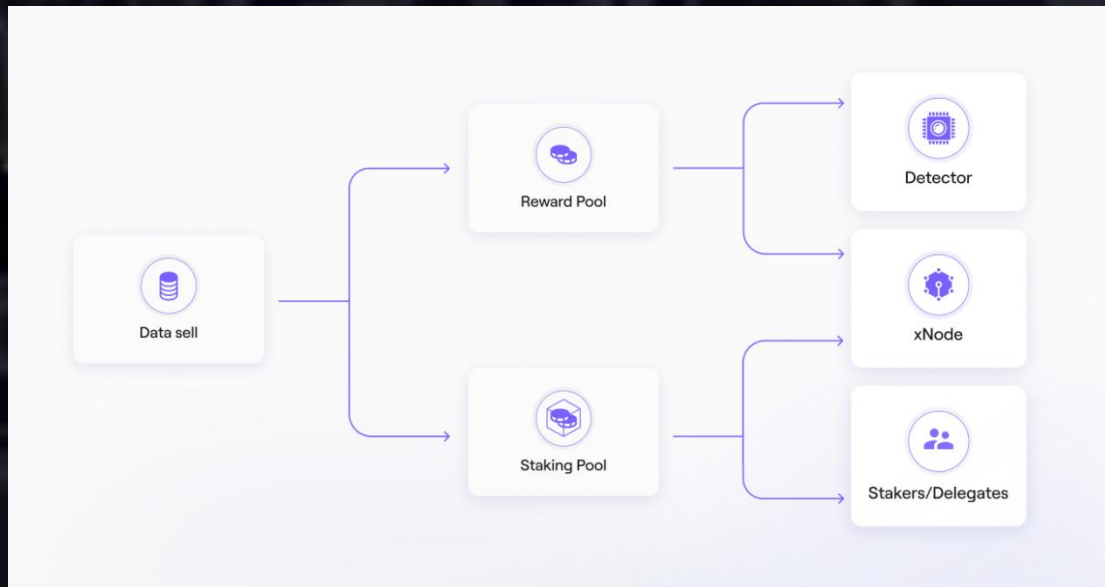 Data sell
Reward Pool
Staking Pool
Detector
xNode
Stakers/Delegates